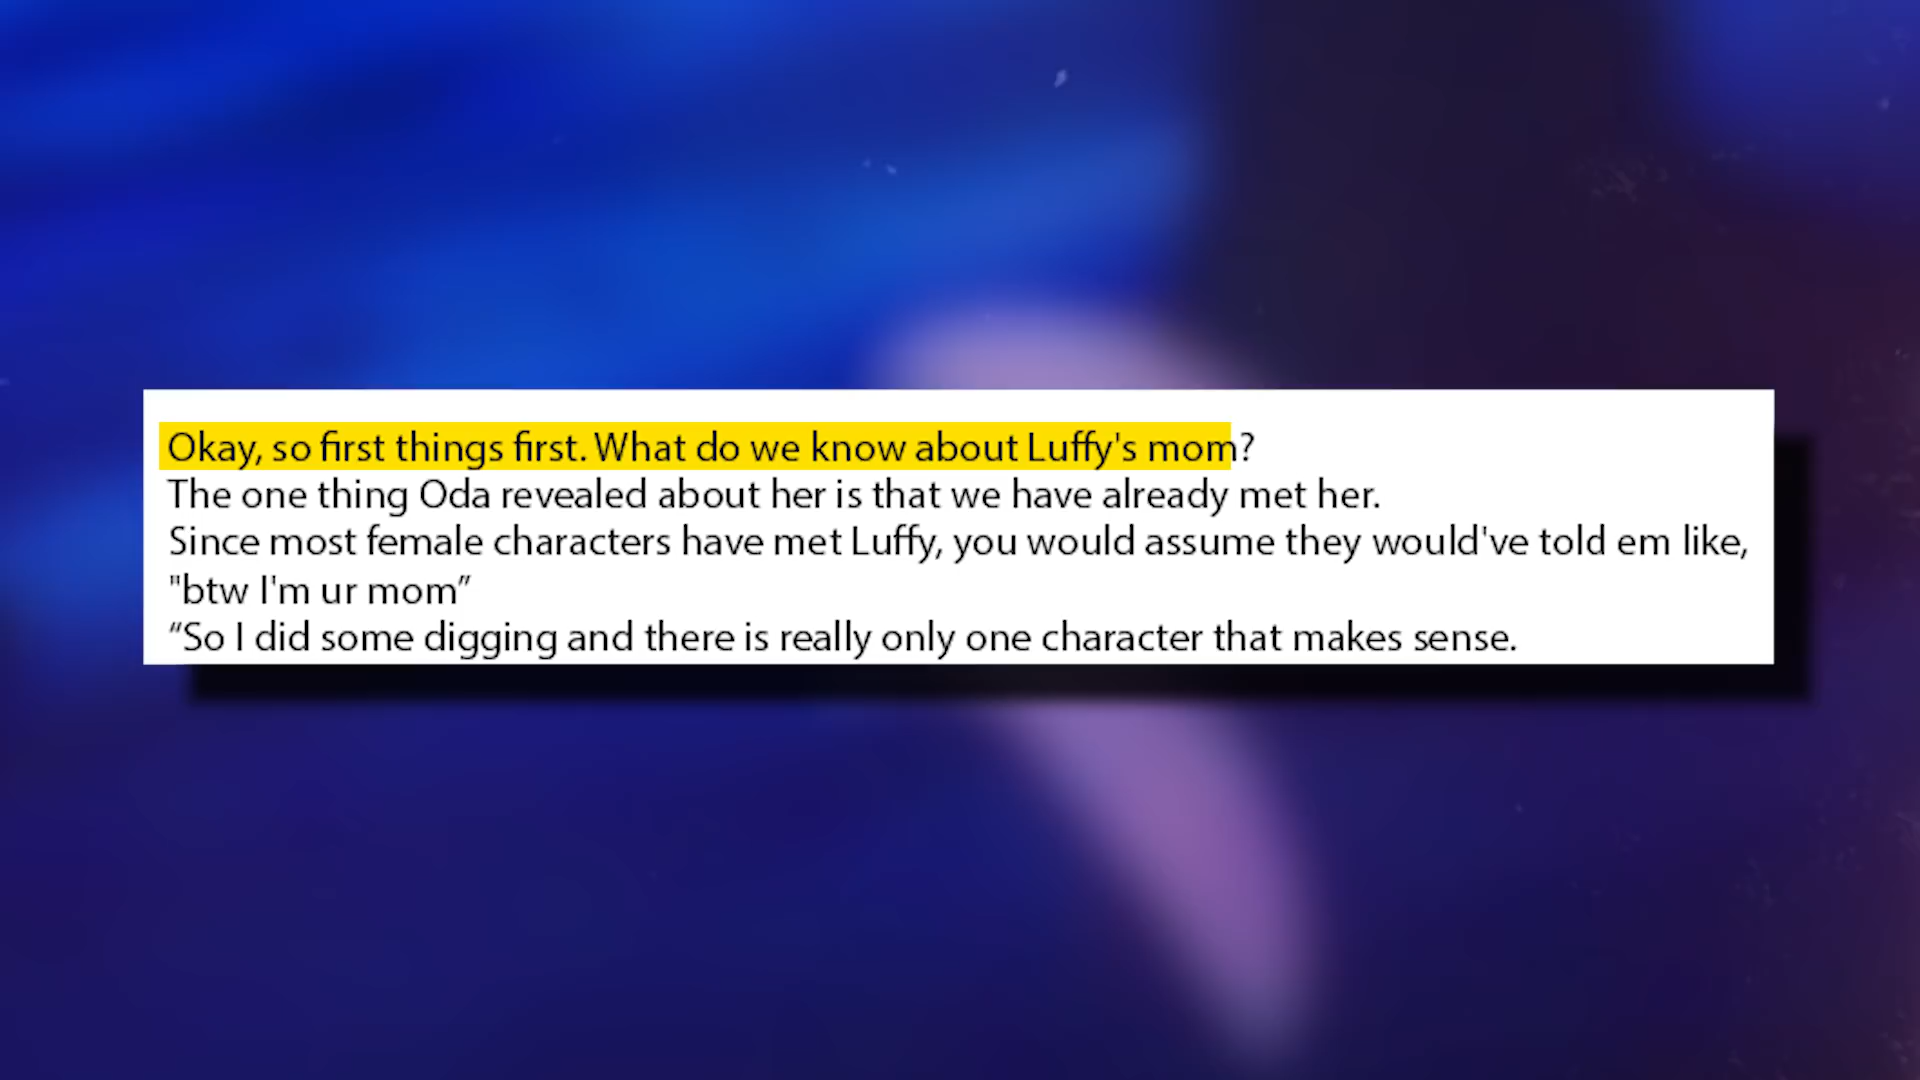 Okay, so first things first. What do we know about Luffy's mom?
The one thing Oda revealed about her is that we have already met her.
Since most female characters have met Luffy, you would assume they would've told em like,
"btw I'm ur mom”
“So I did some digging and there is really only one character that makes sense.